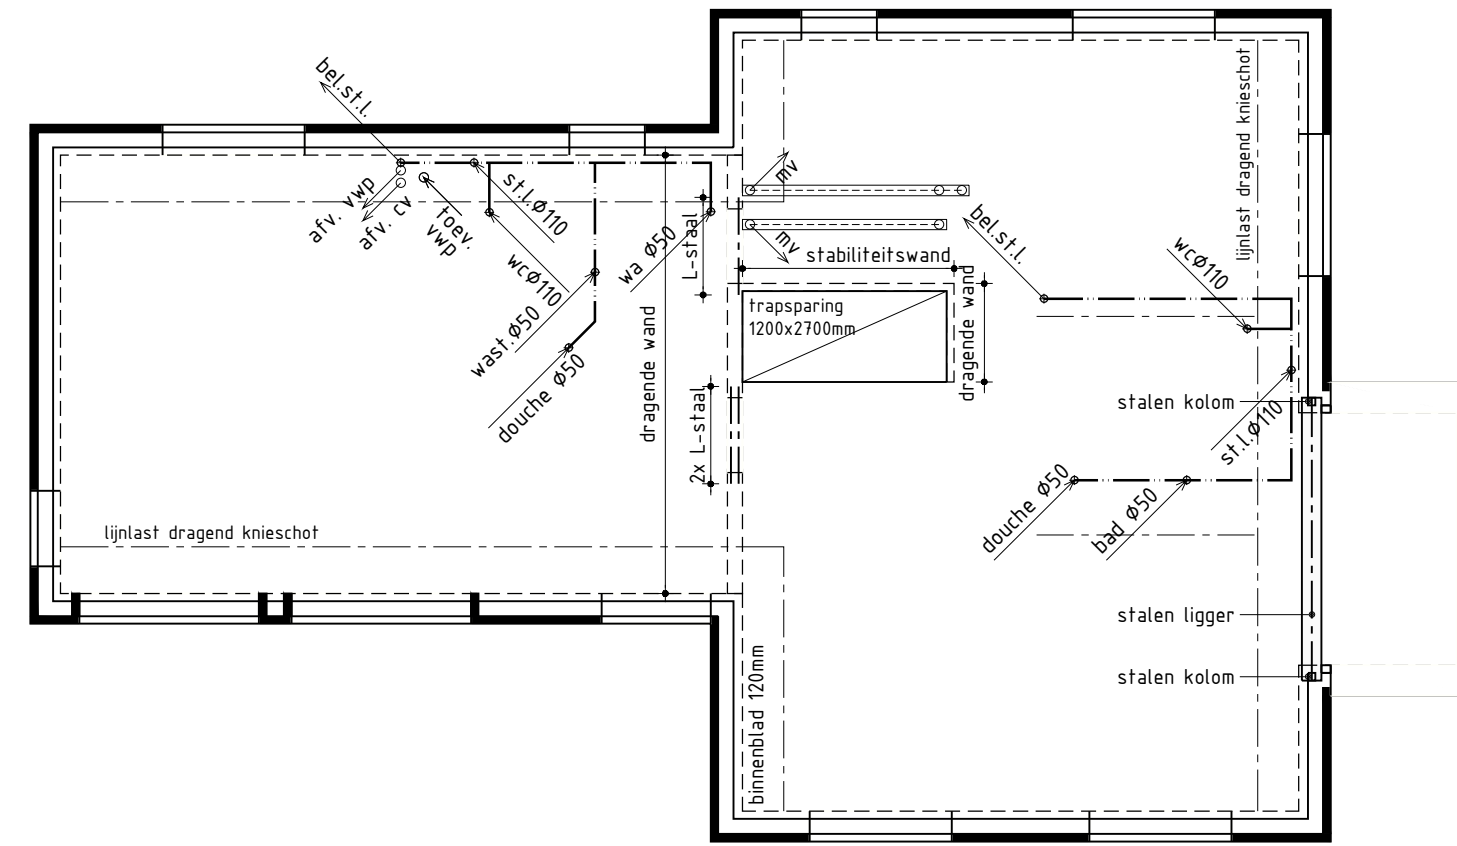 bel.st.l.
lijnlast dragend knieschot
afv. vwp
afv. cv
toev.
vwp
st.l.ø110
wcø110
wast.ø50
douche ø50
wa ø50
L-staal
dragende wand
2x L-staal
mv
mv
stabiliteitswand
trapsparing
1200x2700mm
dragende wand
bel.st.l.
wcø110
stalen kolom
st.l.ø110
douche ø50
bad ø50
lijnlast dragend knieschot
stalen ligger
stalen kolom
binnenblad 120mm